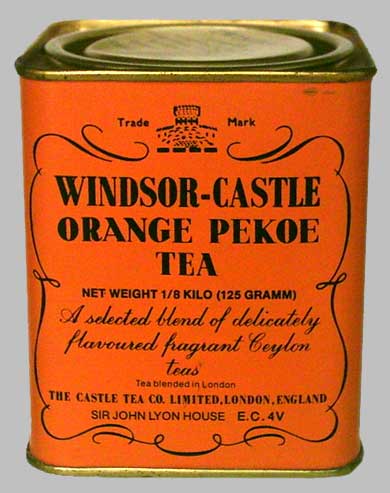 Trade Mark
WINDSOR-CASTLE
ORANGE PEKOE
TEA
NET WEIGHT 1/8 KILO (125 GRAMM)
A selected blend of delicately
flavoured fragrant Ceylon
teas
Tea blended in London
THE CASTLE TEA CO. LIMITED, LONDON, ENGLAND
SIR JOHN LYON HOUSE E.C. 4V